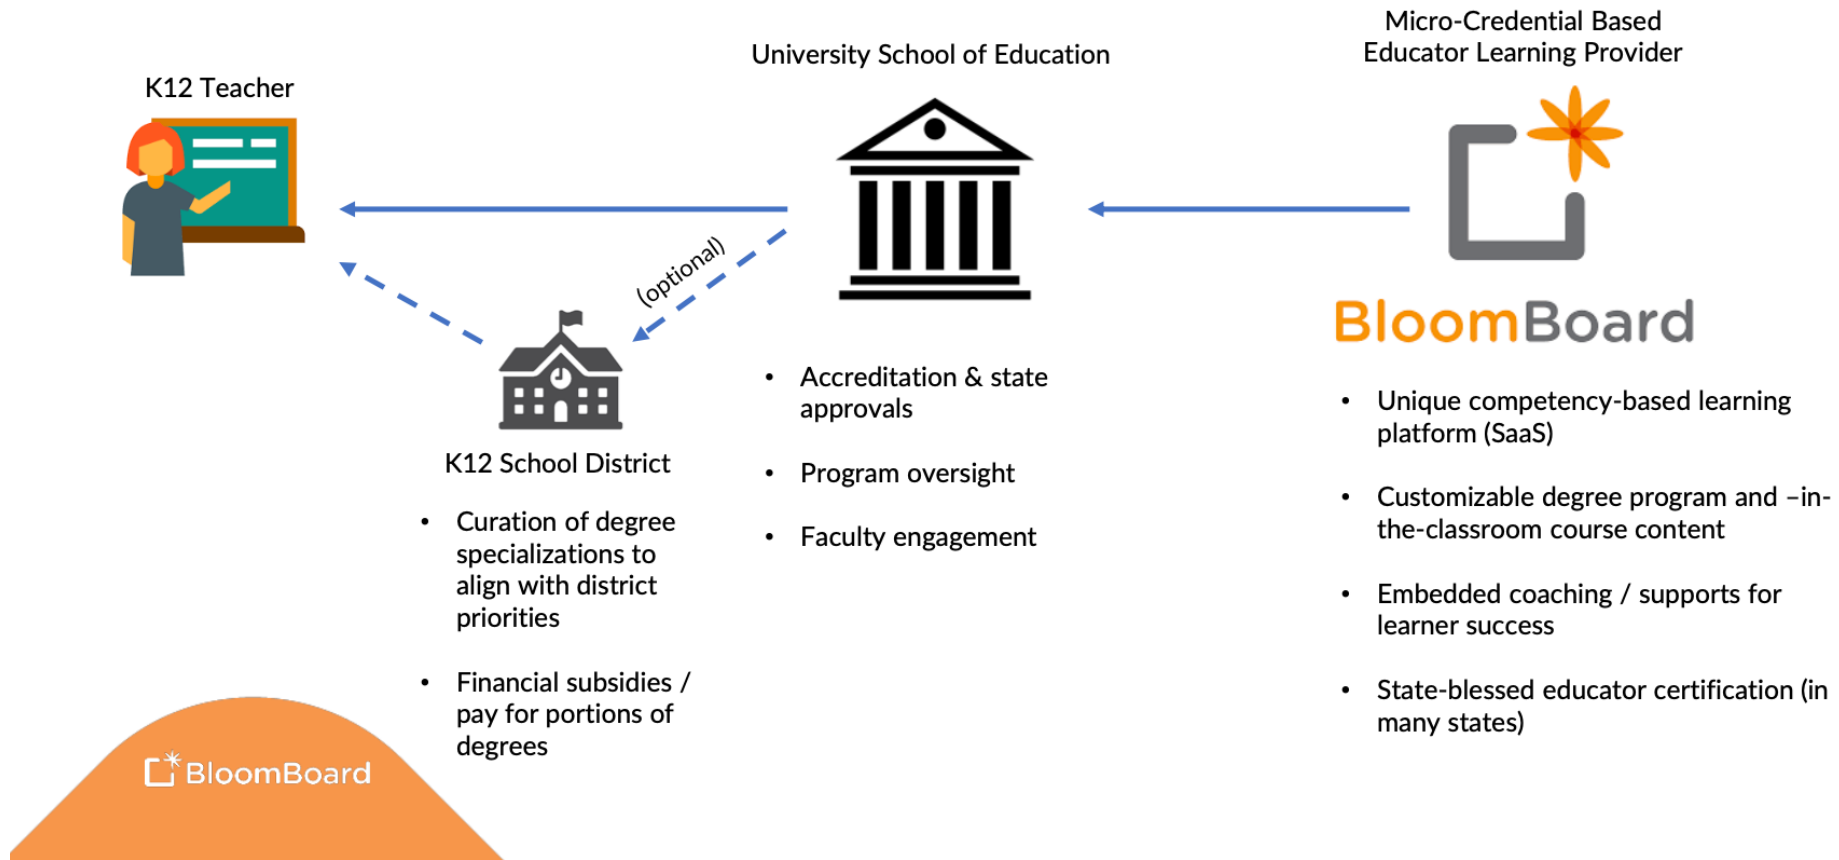 Micro-Credential Based
Educator Learning Provider
University School of Education
K12 Teacher
(optional)
BloomBoard
K12 School District
• Curation of degree
specializations to
align with district
priorities
• Financial subsidies /
pay for portions of
degrees
• Accreditation & state
approvals
• Program oversight
• Faculty engagement
• Unique competency-based learning
platform (SaaS)
• Customizable degree program and –in-
the-classroom course content
• Embedded coaching / supports for
learner success
• State-blessed educator certification (in
many states)
BloomBoard